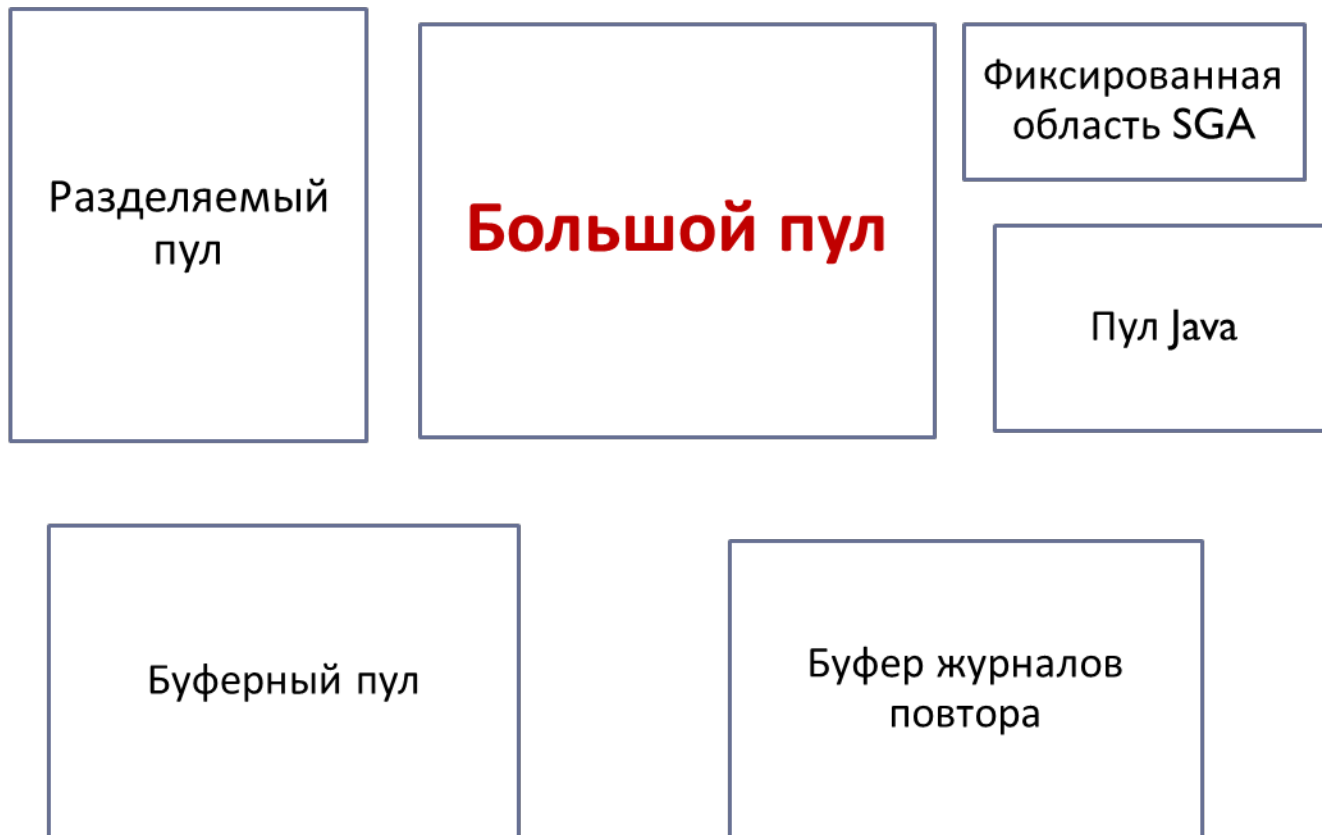 Разделяемый
пул
Большой пул
Фиксированная
область SGA
Пул Java
Буферный пул
Буфер журналов
повтора